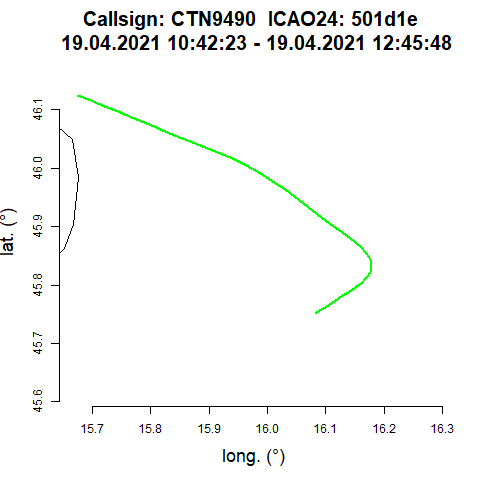 Callsign: CTN9490  ICAO24: 501d1e
19.04.2021 10:42:23 - 19.04.2021 12:45:48
lat. (°)
46.1
46.0
45.9
45.8
45.7
45.6
15.7 15.8 15.9 16.0 16.1 16.2 16.3
long. (°)